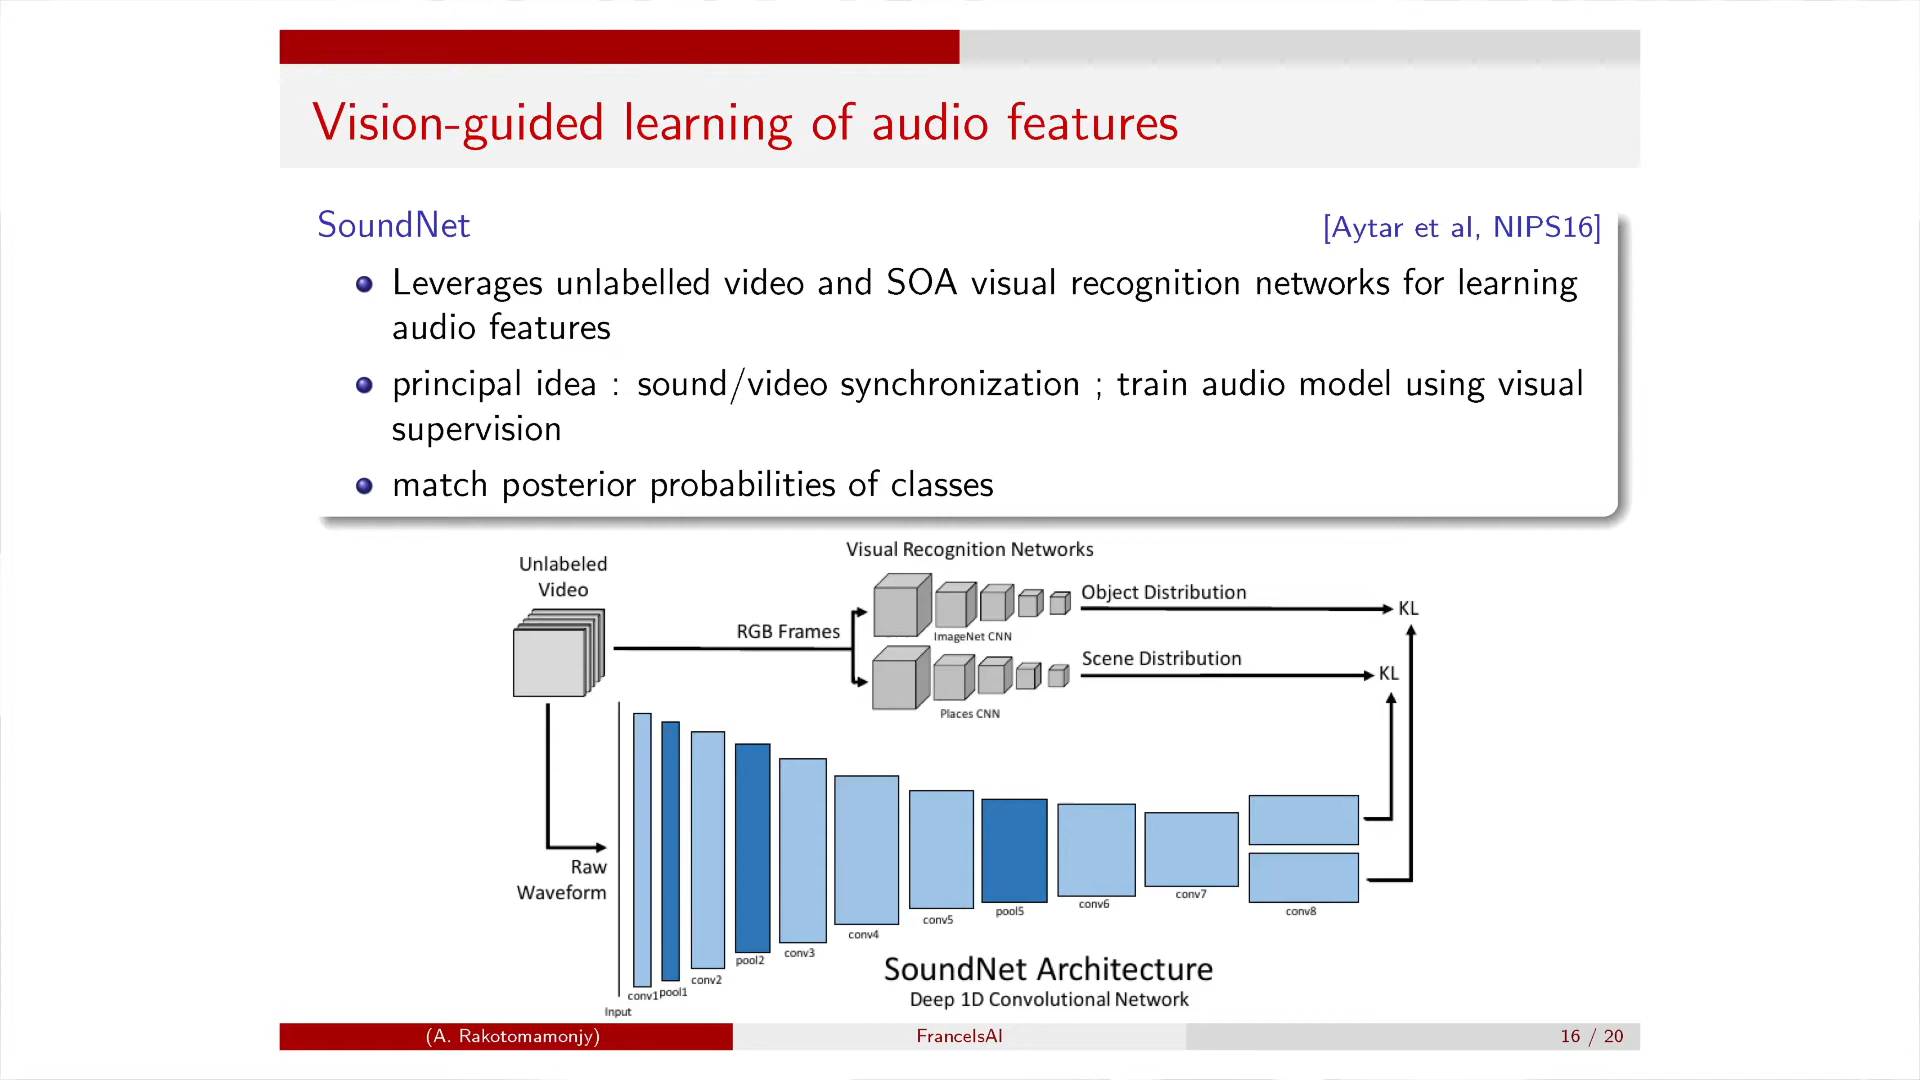 Vision-guided learning of audio features
SoundNet [Aytar et al, NIPS16]
Leverages unlabelled video and SOA visual recognition networks for learning
audio features
principal idea : sound/video synchronization ; train audio model using visual
supervision
match posterior probabilities of classes
Visual Recognition Networks
Unlabeled
Video
Object Distribution
KL
RGB Frames
ImageNet CNN
Scene Distribution
KL
Places CNN
Raw
Waveform
Input
conv1
pool1
conv2
pool2
conv3
conv4
conv5
pool5
conv6
conv7
conv8
SoundNet Architecture
Deep 1D Convolutional Network
(A. Rakotomamonjy) FranceIsAI 16 / 20